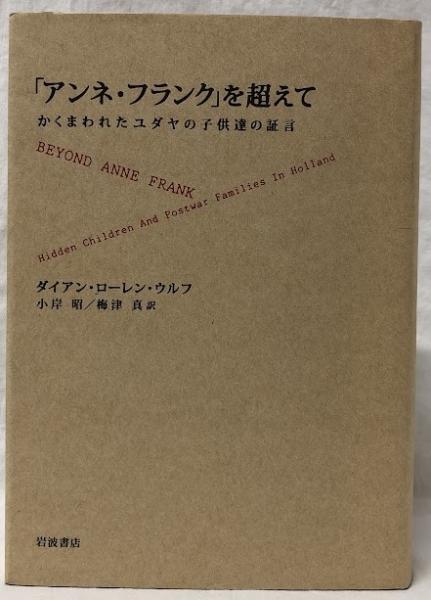 「アンネ・フランク」を超えて
かくまわれたユダヤの子供達の証言
BEYOND ANNE FRANK
Hidden Children And Postwar Families In Holland
ダイアン・ローレン・ウルフ
小岸 昭／梅津 真 訳
岩波書店